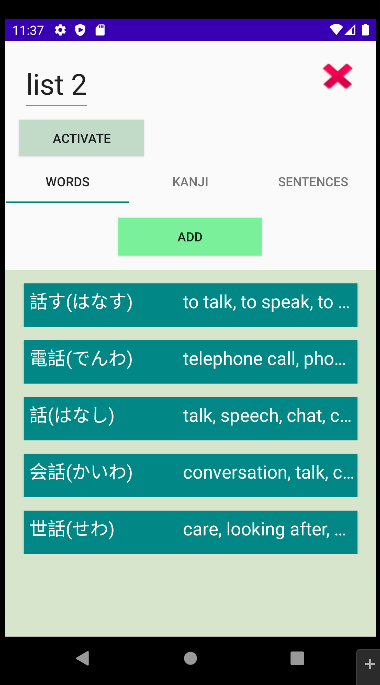 11:37
list 2
ACTIVATE
WORDS KANJI SENTENCES
ADD
話す(はなす) to talk, to speak, to ...
電話(でんわ) telephone call, pho...
話(はなし) talk, speech, chat, c...
会話(かいわ) conversation, talk, c...
世話(せわ) care, looking after, ...